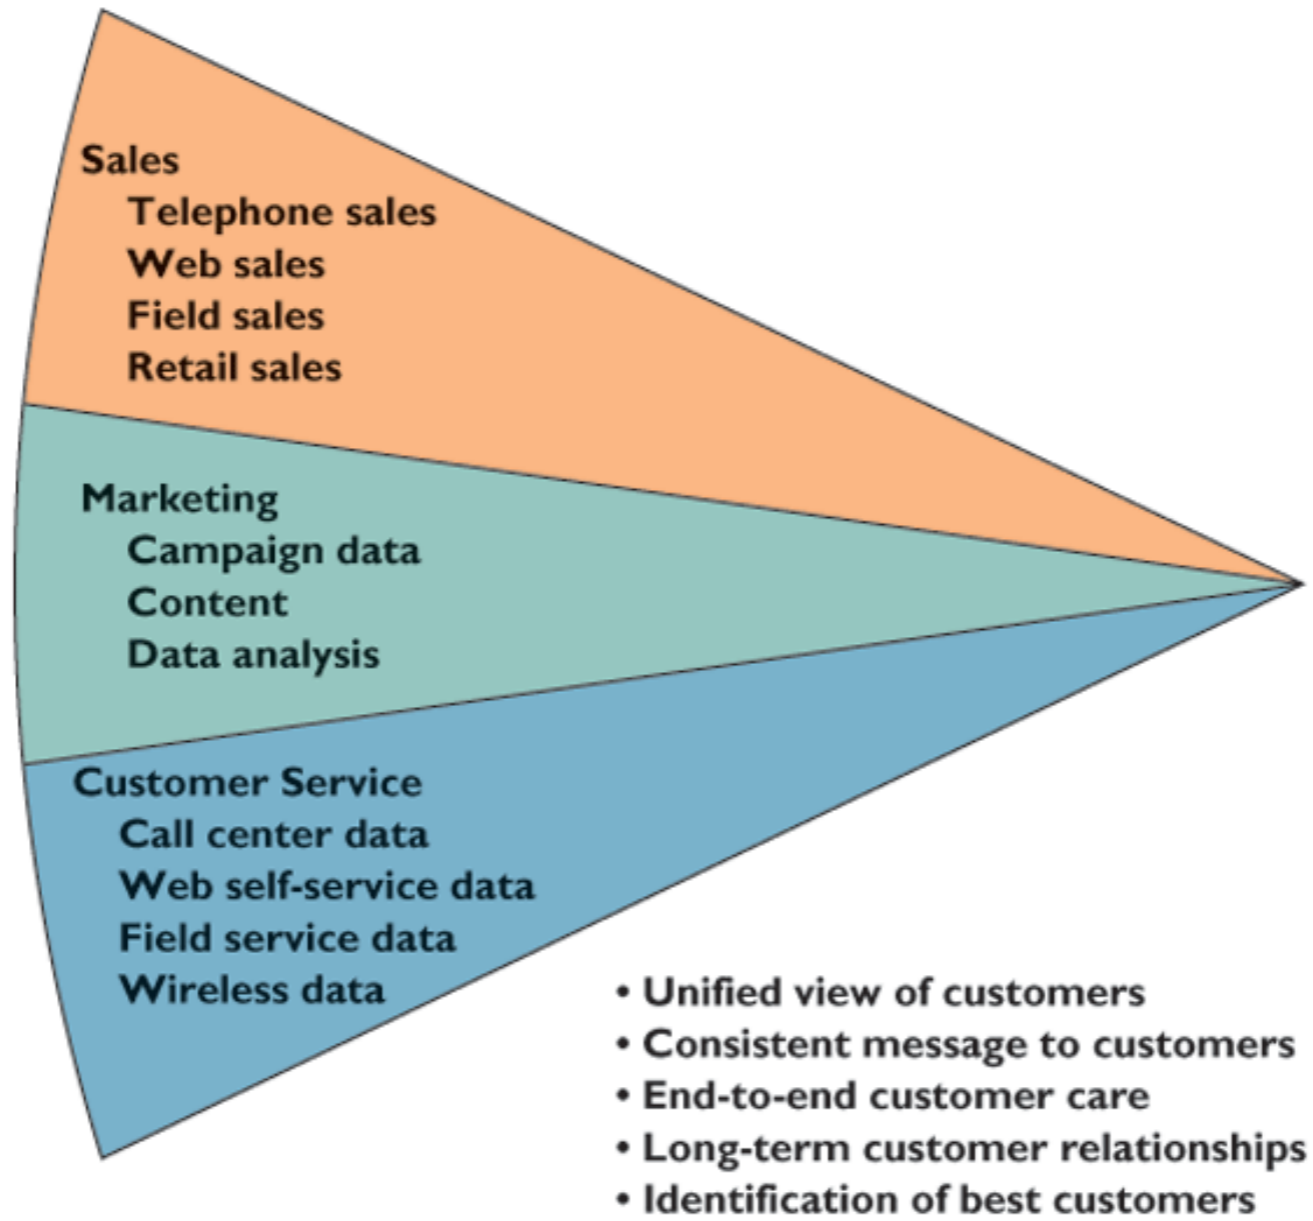 Sales
Telephone sales
Web sales
Field sales
Retail sales
Marketing
Campaign data
Content
Data analysis
Customer Service
Call center data
Web self-service data
Field service data
Wireless data
• Unified view of customers
• Consistent message to customers
• End-to-end customer care
• Long-term customer relationships
• Identification of best customers